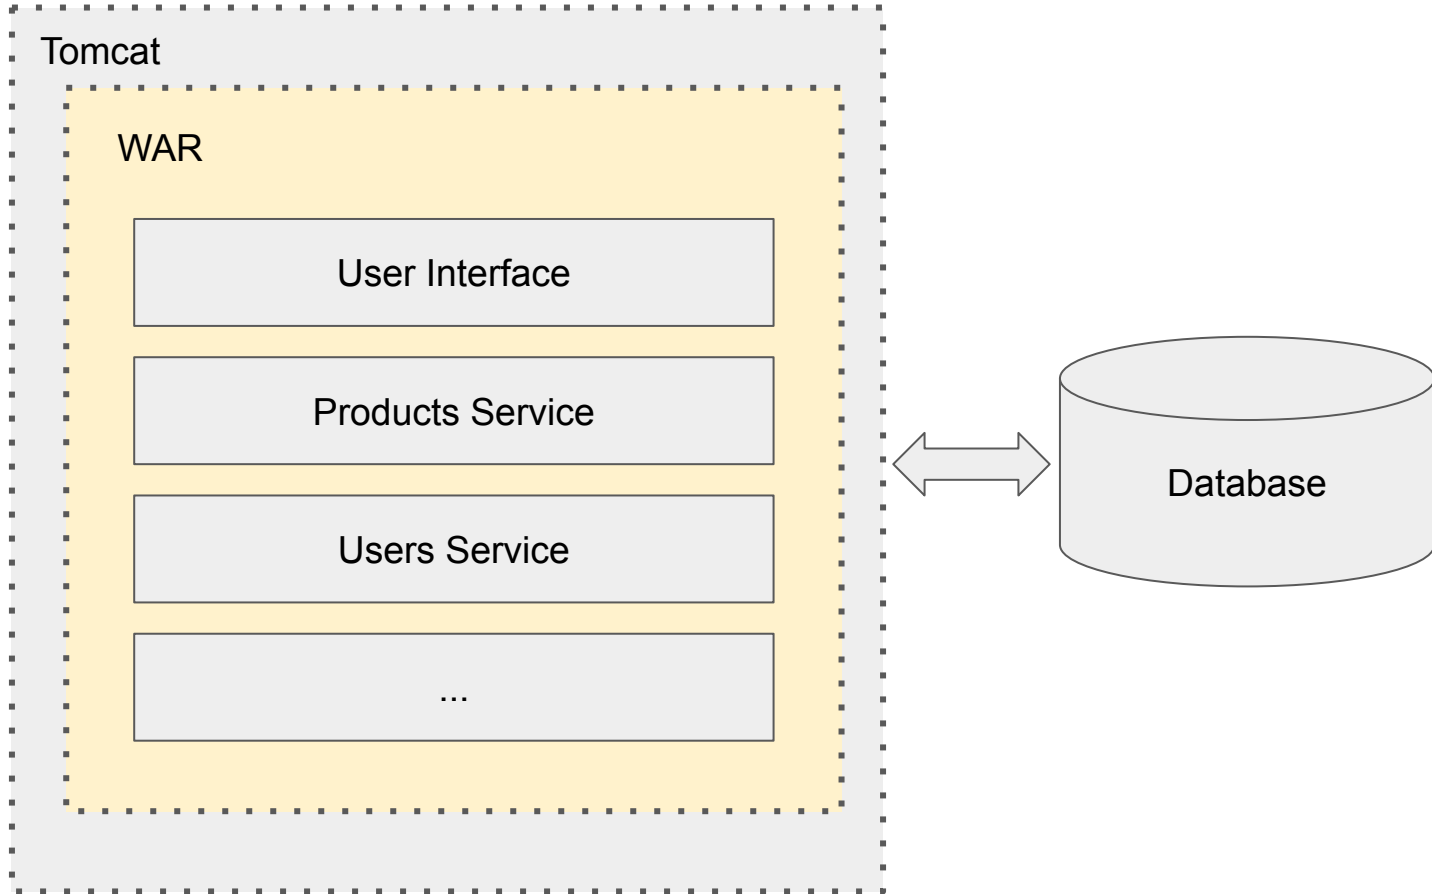 Tomcat
WAR
User Interface
Products Service
Users Service
...
Database